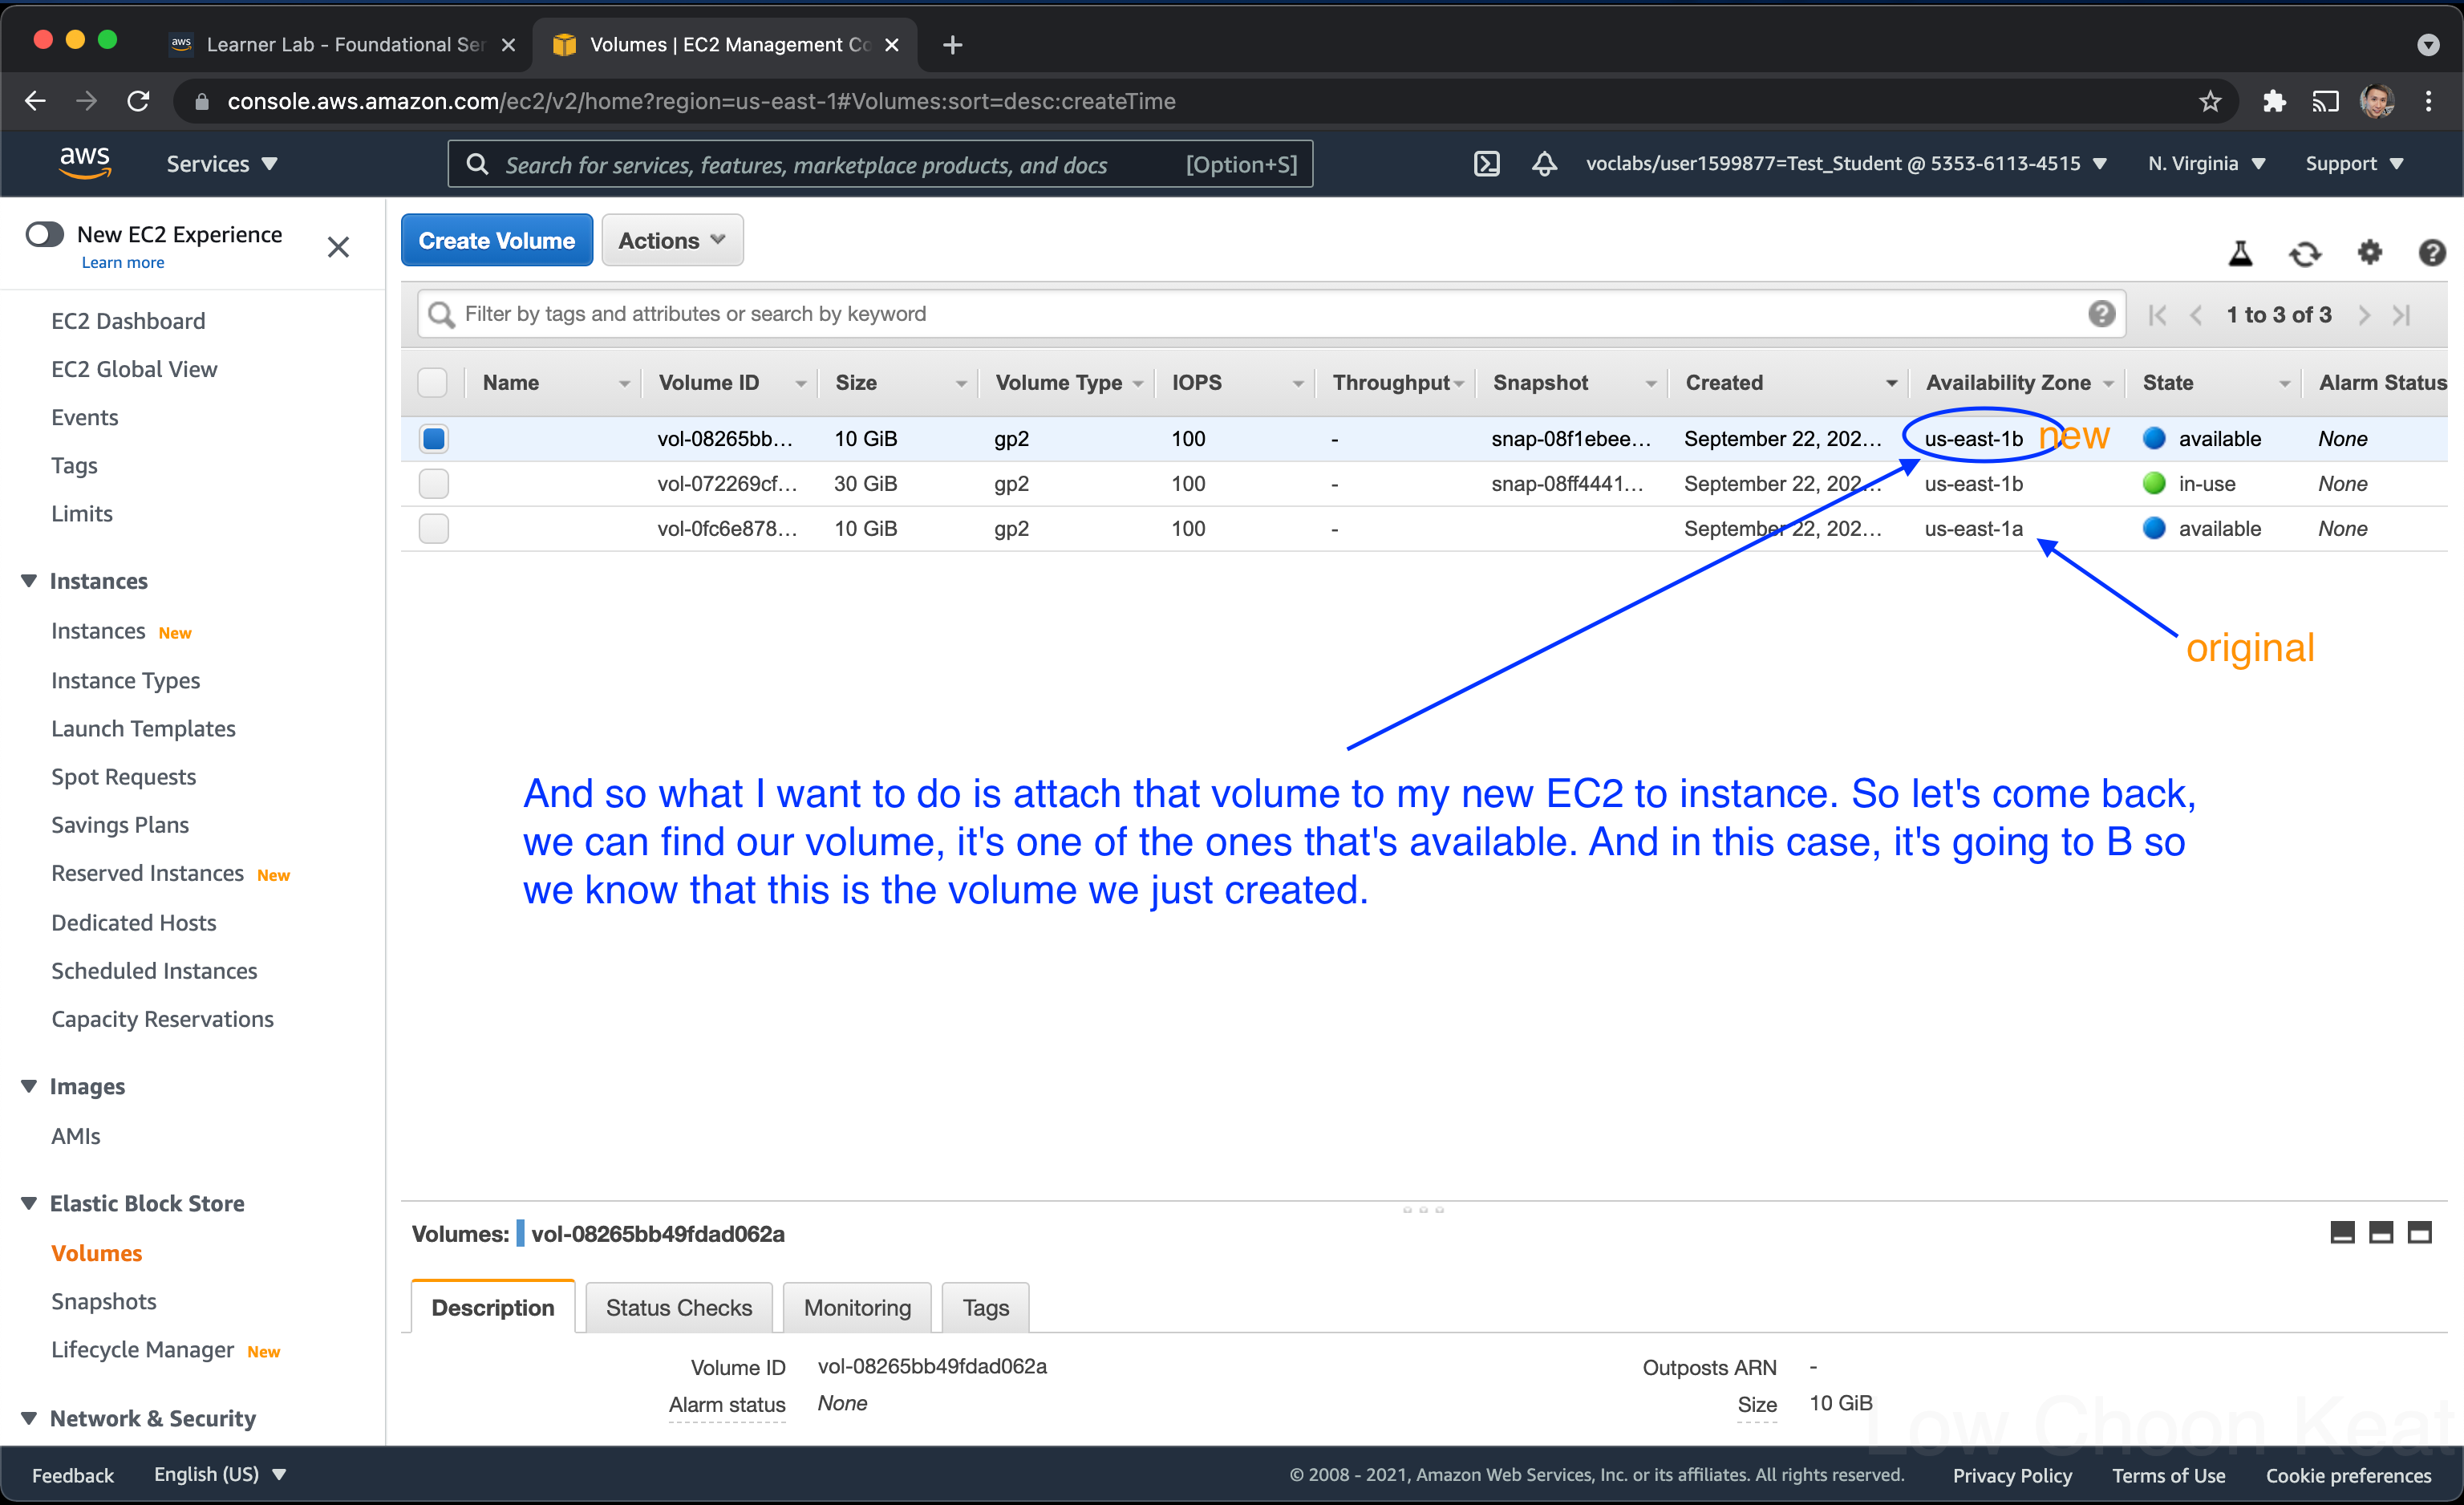 aws Learner Lab - Foundational Ser
Volumes | EC2 Management Co
console.aws.amazon.com/ec2/v2/home?region=us-east-1#Volumes:sort=desc:createTime
aws Services Search for services, features, marketplace products, and docs [Option+S] voclabs/user1599877=Test_Student @ 5353-6113-4515 N. Virginia Support
New EC2 Experience
Learn more
EC2 Dashboard
EC2 Global View
Events
Tags
Limits
Instances
Instances New
Instance Types
Launch Templates
Spot Requests
Savings Plans
Reserved Instances New
Dedicated Hosts
Scheduled Instances
Capacity Reservations
Images
AMIs
Elastic Block Store
Volumes
Snapshots
Lifecycle Manager New
Network & Security
Create Volume Actions
Filter by tags and attributes or search by keyword 1 to 3 of 3
Name Volume ID Size Volume Type IOPS Throughput Snapshot Created Availability Zone State Alarm Status
vol-08265bb... 10 GiB gp2 100 - snap-08f1ebee... September 22, 202... us-east-1b new available None
vol-072269cf... 30 GiB gp2 100 - snap-08ff4441... September 22, 202... us-east-1b in-use None
vol-0fc6e878... 10 GiB gp2 100 - September 22, 202... us-east-1a available None
original
And so what I want to do is attach that volume to my new EC2 to instance. So let's come back,
we can find our volume, it's one of the ones that's available. And in this case, it's going to B so
we know that this is the volume we just created.
Volumes: vol-08265bb49fdad062a
Description Status Checks Monitoring Tags
Volume ID vol-08265bb49fdad062a Outposts ARN -
Alarm status None Size 10 GiB
Low Choon Keat
Feedback English (US) © 2008 - 2021, Amazon Web Services, Inc. or its affiliates. All rights reserved. Privacy Policy Terms of Use Cookie preferences